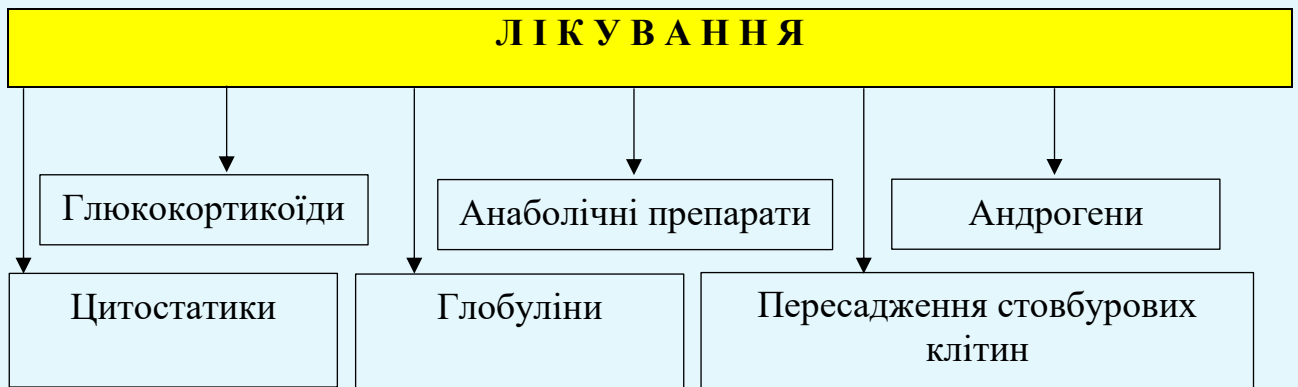 Л І К У В А Н Н Я
Глюкокортикоїди
Анаболічні препарати
Андрогени
Цитостатики
Глобуліни
Пересадження стовбурових
клітин